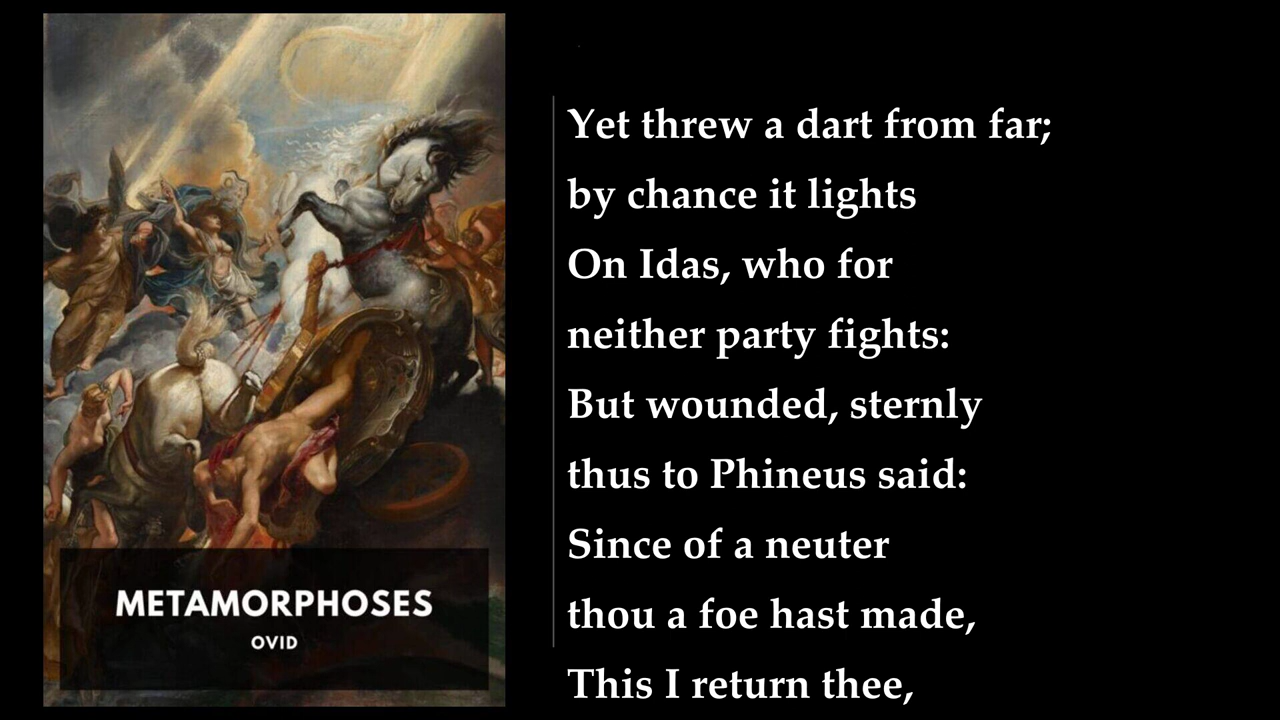 METAMORPHOSES
OVID
Yet threw a dart from far;
by chance it lights
On Idas, who for
neither party fights:
But wounded, sternly
thus to Phineus said:
Since of a neuter
thou a foe hast made,
This I return thee,